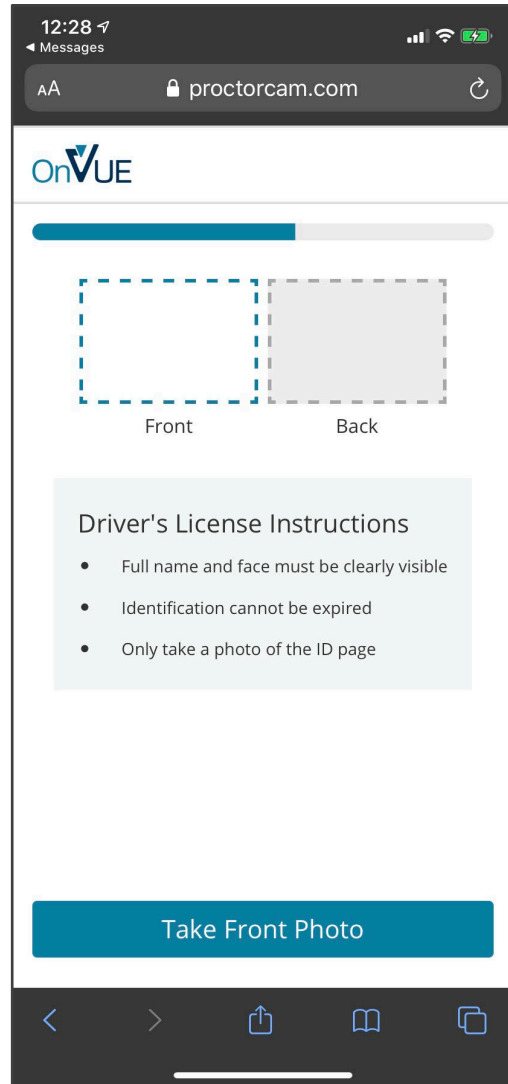 12:28
◀ Messages
AA proctorcam.com
OnVUE
Front Back
Driver's License Instructions
• Full name and face must be clearly visible
• Identification cannot be expired
• Only take a photo of the ID page
Take Front Photo